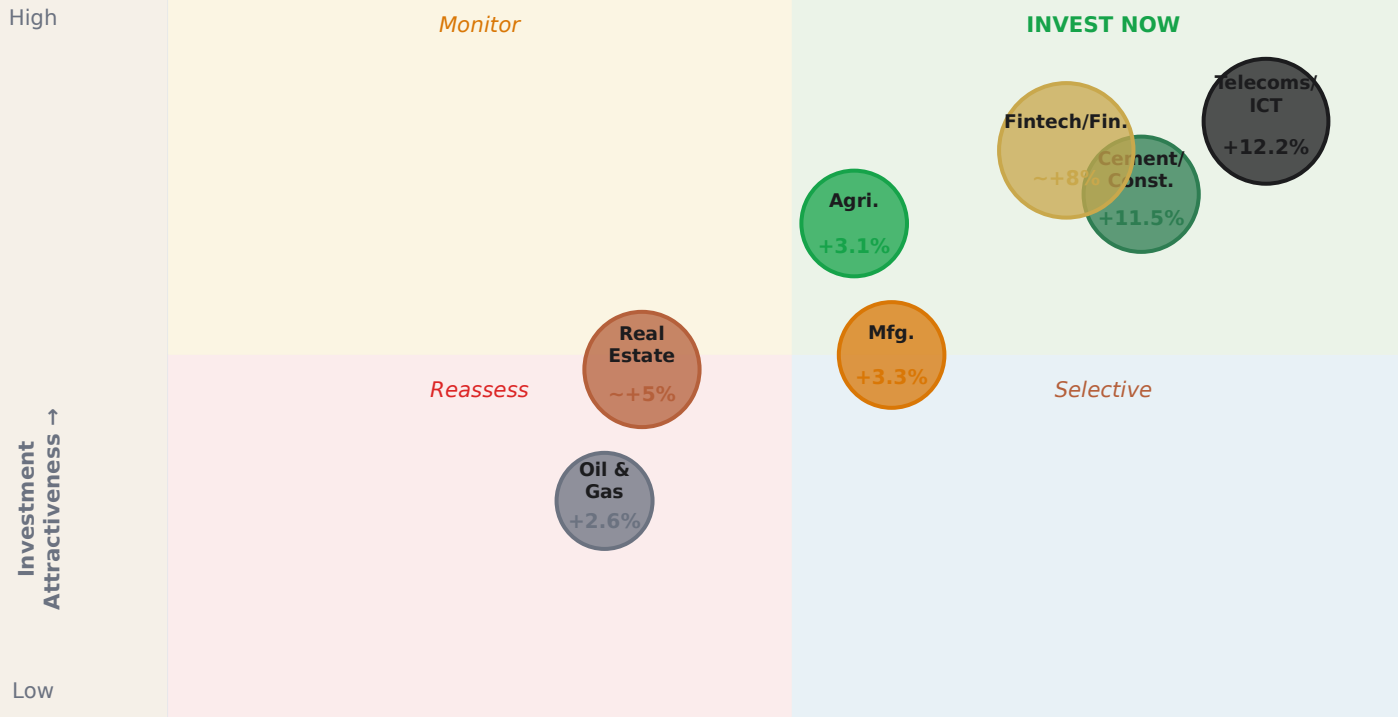 High
Monitor
INVEST NOW
Telecoms/
ICT
+12.2%
Fintech/Fin.
~+8%
Cement/
Const.
+11.5%
Agri.
+3.1%
Real
Estate
~+5%
Mfg.
+3.3%
Reassess
Selective
Oil &
Gas
+2.6%
Investment
Attractiveness →
Low